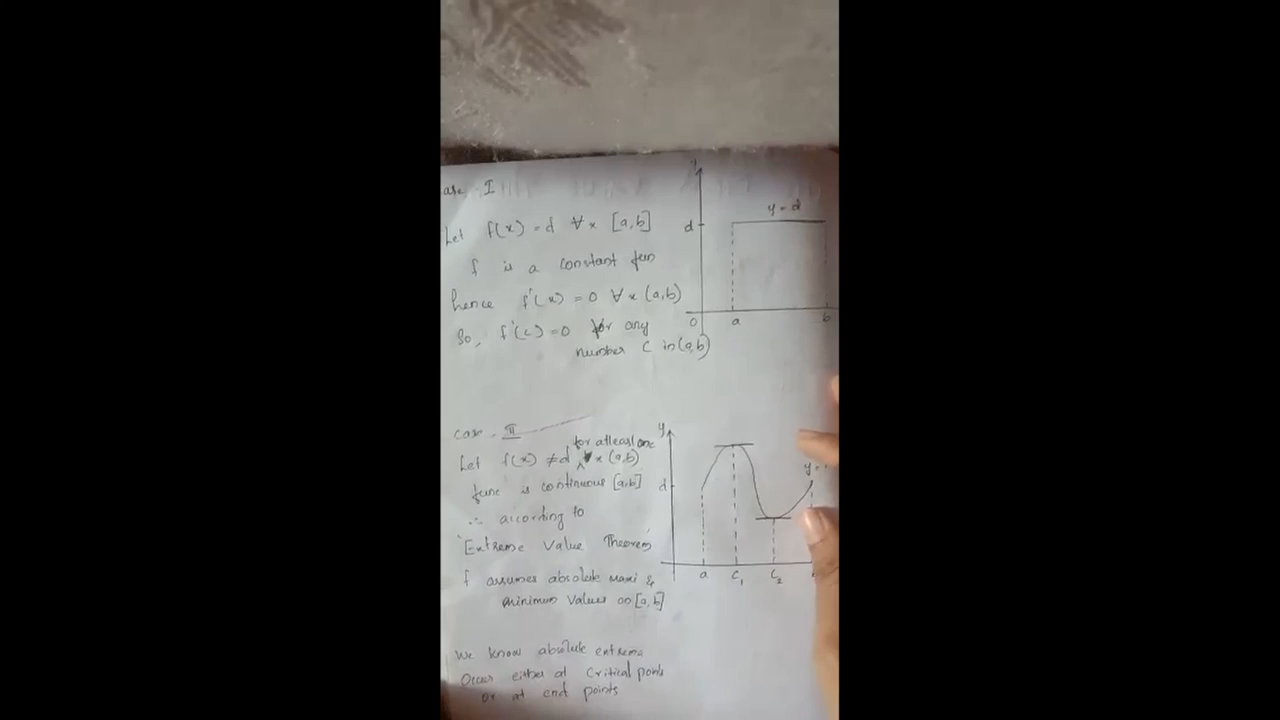 ase I
Let f(x) = d ∀ x [a,b]
f is a constant fun
hence f'(x) = 0 ∀ x (a,b)
So, f'(c) = 0 for any
number c in (a,b)
y
y = d
d
0 a b
case . II
for atleast one
Let f(x) ≠ d ^ x (a,b)
func is continuous [a,b]
∴ according to
'Extreme Value Theorem'
f assumes absolute maxi &
minimum values on [a,b]
y
d
y =
a c₁ c₂
We know absolute extreme
Occur either at Critical points
or at end points